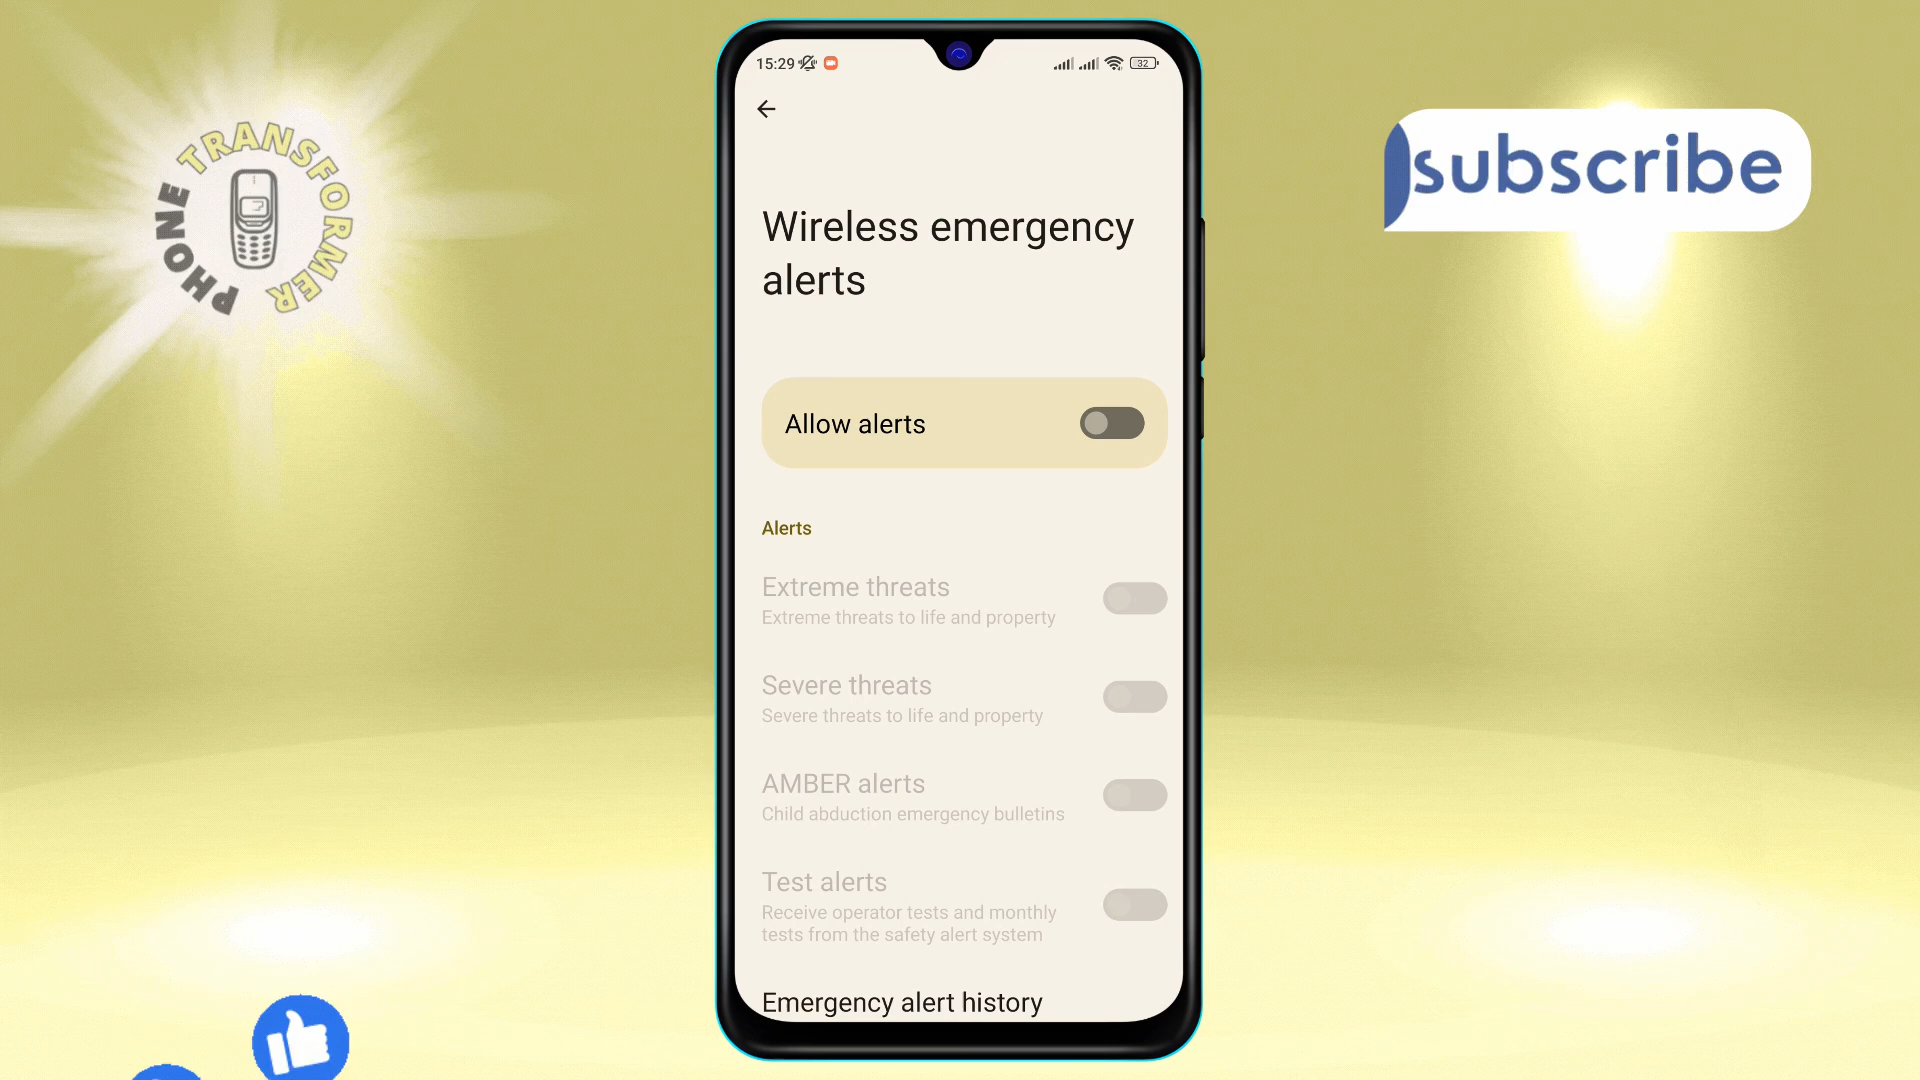 PHONE TRANSFORMER
subscribe
15:29
32
Wireless emergency
alerts
Allow alerts
Alerts
Extreme threats
Extreme threats to life and property
Severe threats
Severe threats to life and property
AMBER alerts
Child abduction emergency bulletins
Test alerts
Receive operator tests and monthly
tests from the safety alert system
Emergency alert history